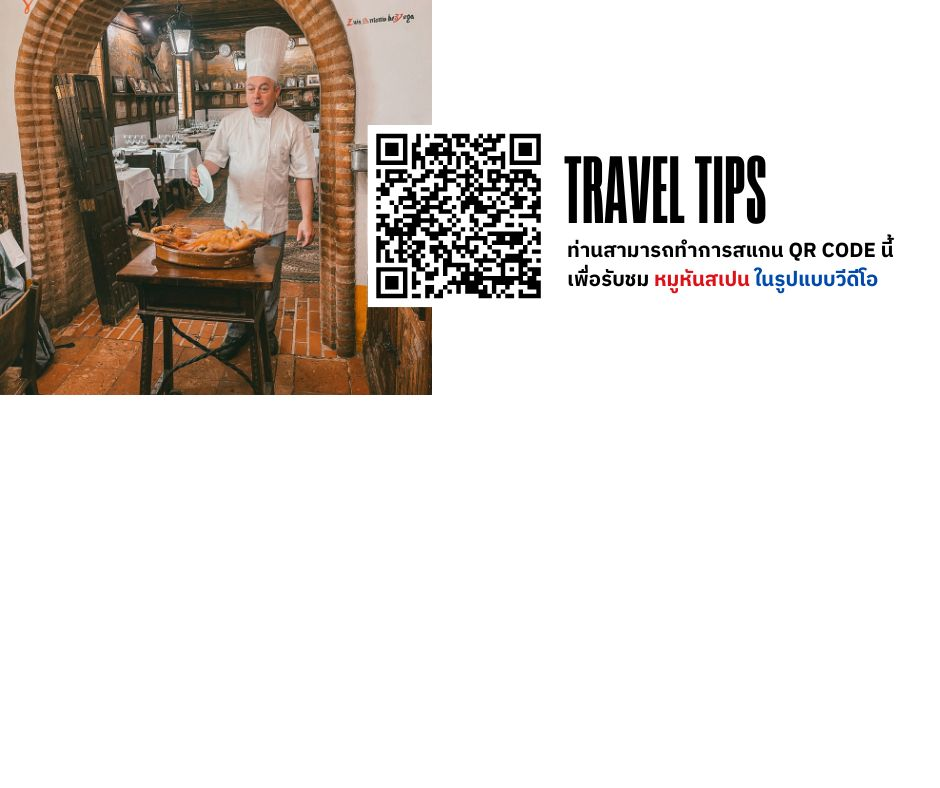 TRAVEL TIPS
ท่านสามารถทำการสแกน QR CODE นี้
เพื่อรับชม หมูหันสเปน ในรูปแบบวีดีโอ